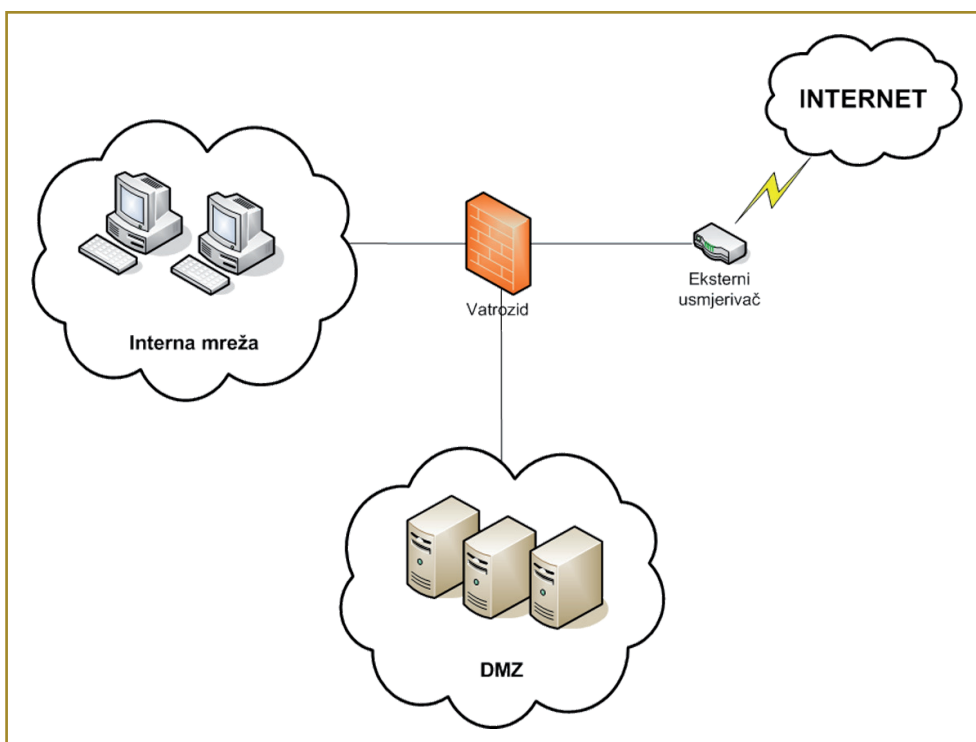 INTERNET
Eksterni
usmjerivač
Vatrozid
Interna mreža
DMZ